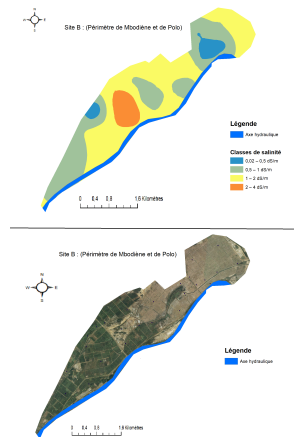 N
W E
S
Site B : (Périmètre de Mbodiène et de Polo)
Légende
Axe hydraulique
Classes de salinité
0,02 – 0,5 dS/m
0,5 – 1 dS/m
1 – 2 dS/m
2 – 4 dS/m
0 0.4 0.8 1.6 Kilomètres
Site B : (Périmètre de Mbodiène et de Polo)
N
W E
S
Légende
Axe hydraulique
0 0.4 0.8 1.6 Kilomètres